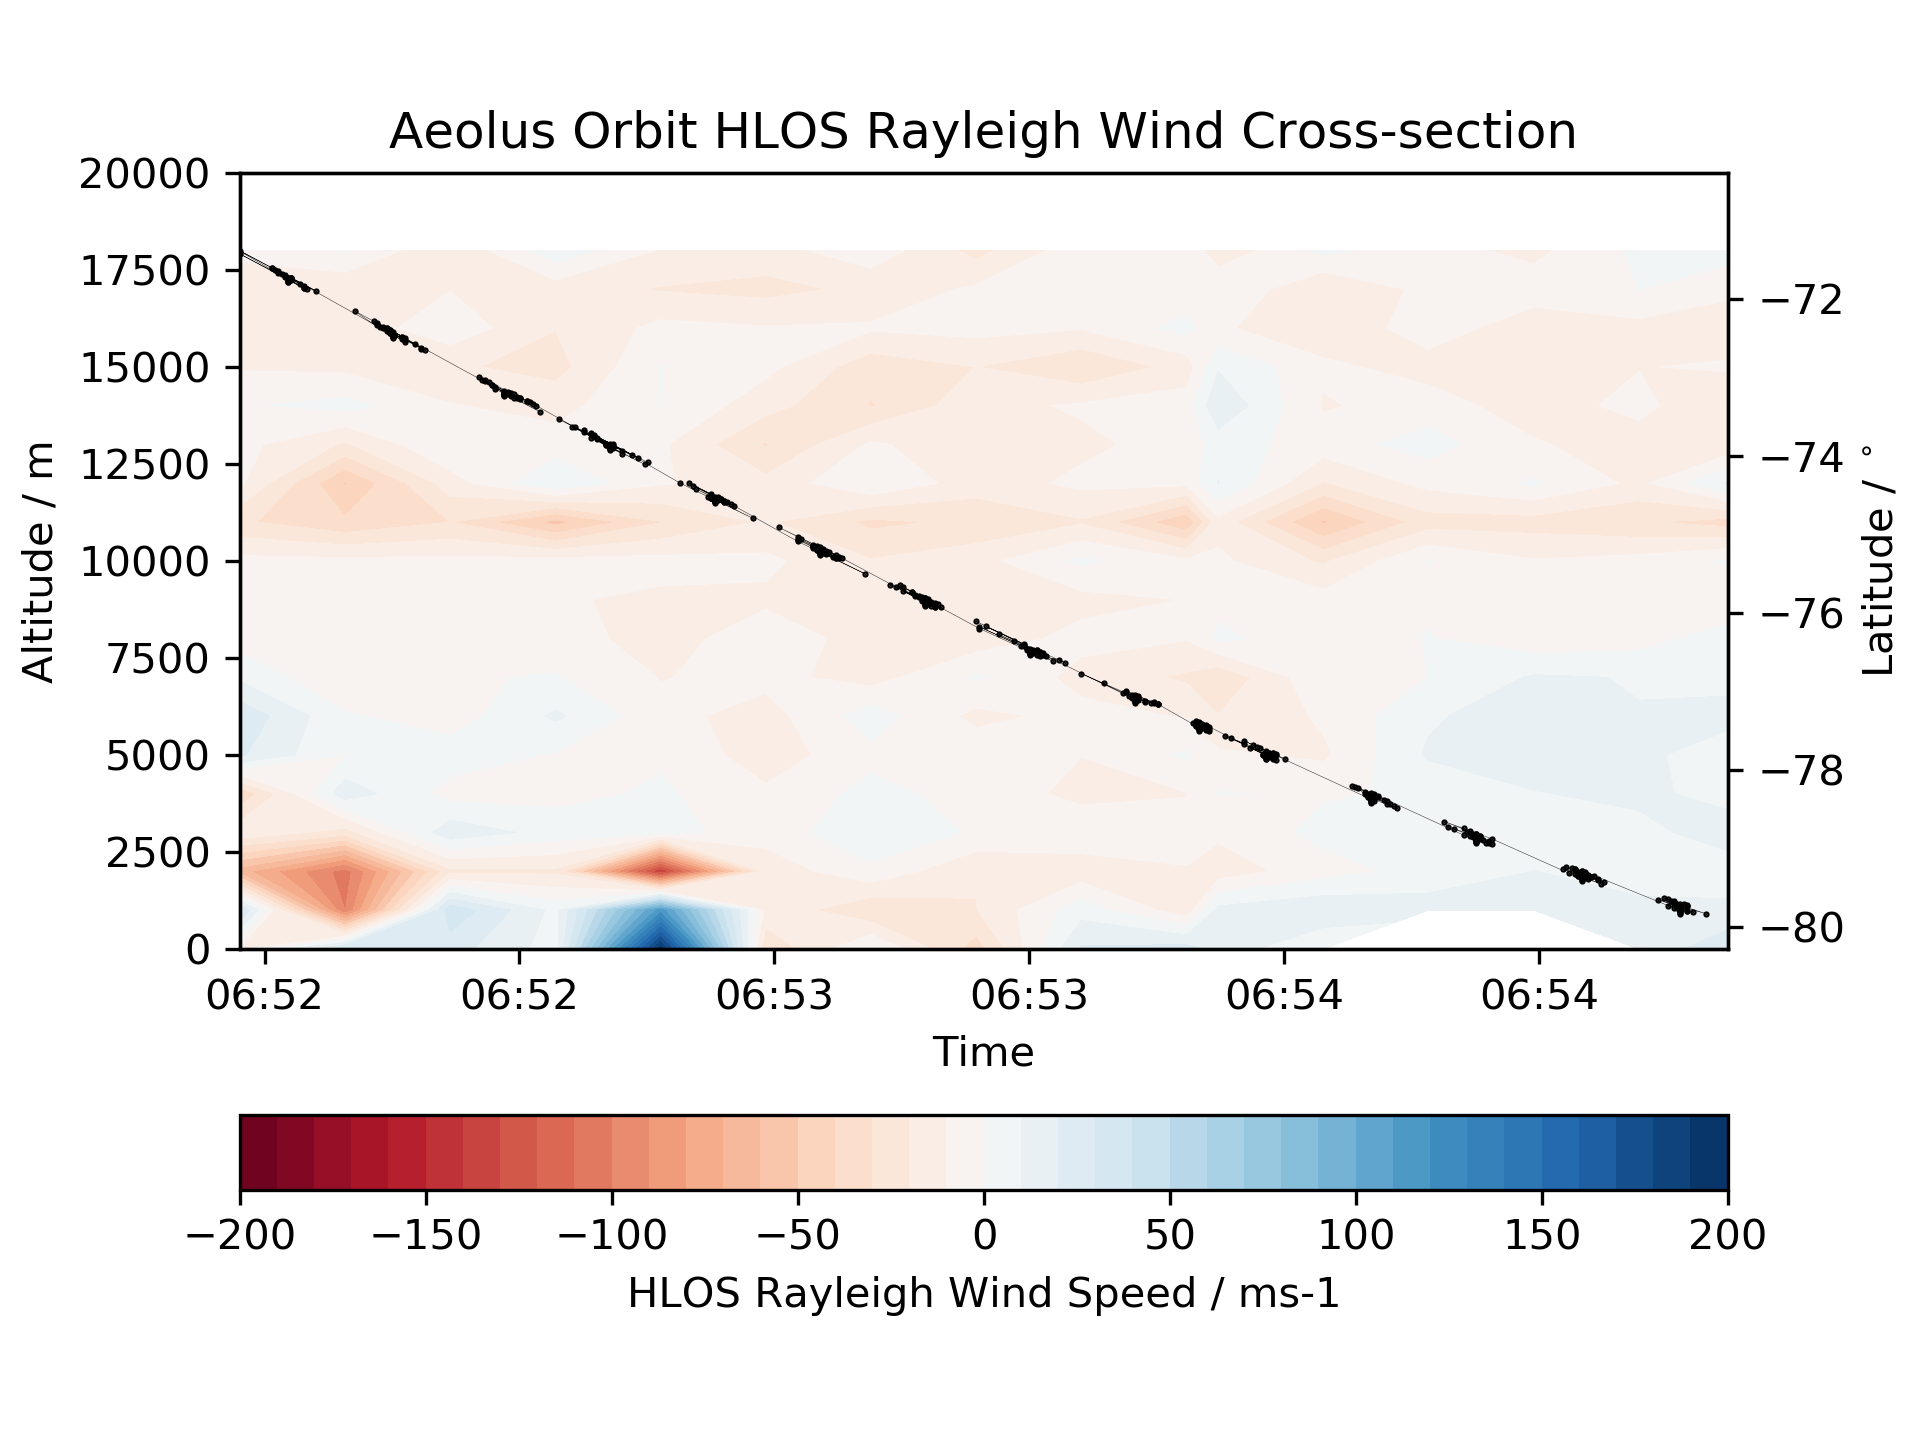 Aeolus Orbit HLOS Rayleigh Wind Cross-section
20000
17500
15000
12500
10000
7500
5000
2500
0
Altitude / m
−72
−74
−76
−78
−80
Latitude / °
06:52 06:52 06:53 06:53 06:54 06:54
Time
−200 −150 −100 −50 0 50 100 150 200
HLOS Rayleigh Wind Speed / ms-1